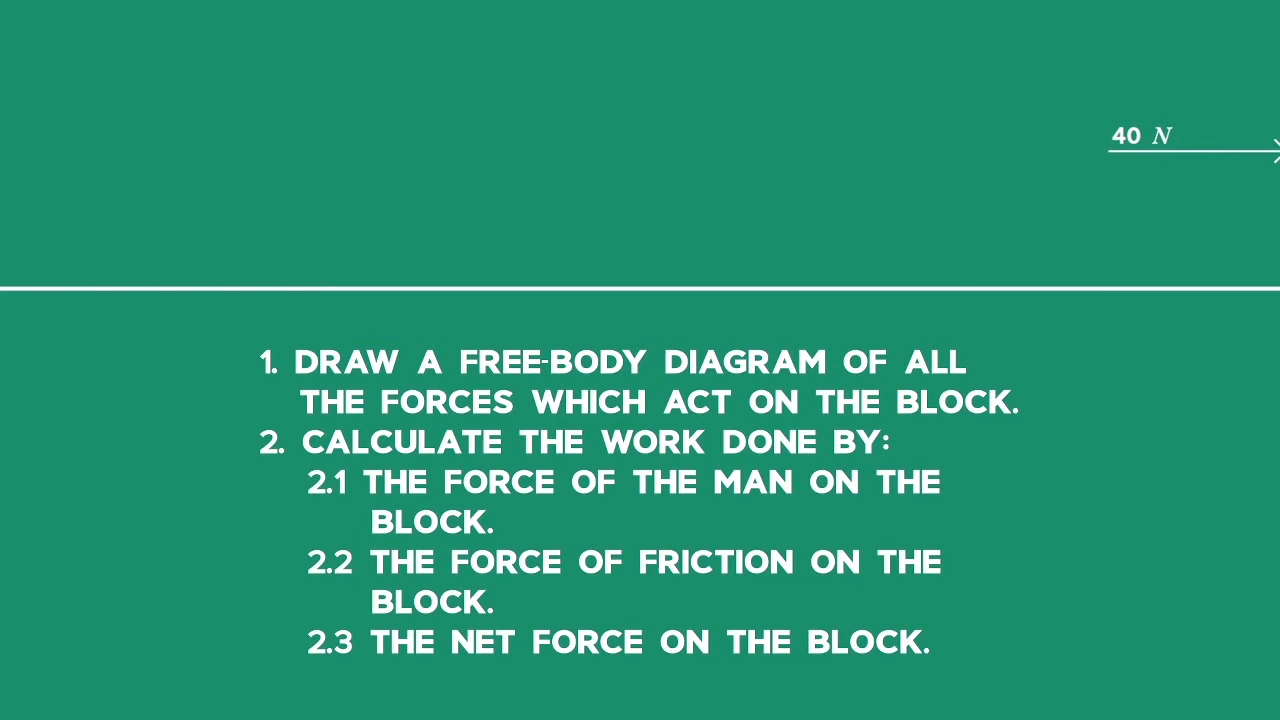 40 N
1. DRAW A FREE-BODY DIAGRAM OF ALL
THE FORCES WHICH ACT ON THE BLOCK.
2. CALCULATE THE WORK DONE BY:
2.1 THE FORCE OF THE MAN ON THE
BLOCK.
2.2 THE FORCE OF FRICTION ON THE
BLOCK.
2.3 THE NET FORCE ON THE BLOCK.